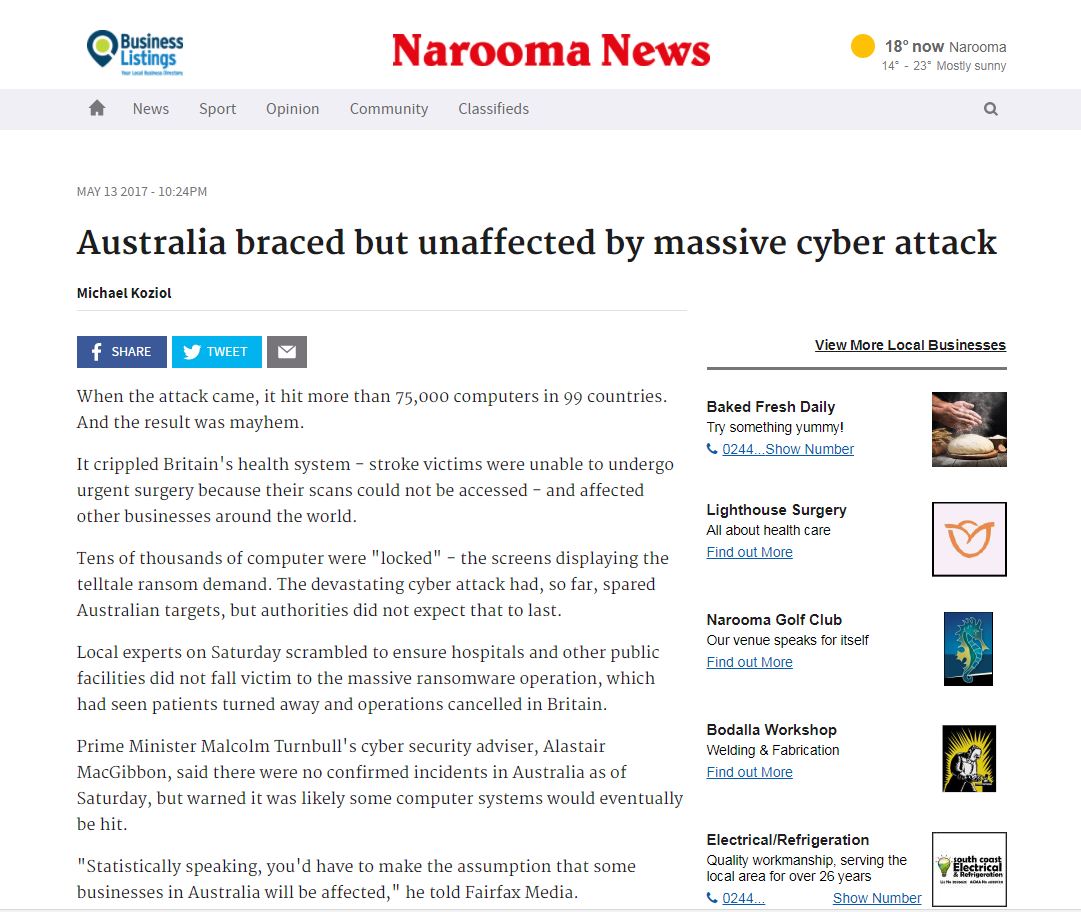 Business
Listings
Your Local Business Directory
Narooma News
18° now Narooma
14° - 23° Mostly sunny
News Sport Opinion Community Classifieds
MAY 13 2017 - 10:24PM
Australia braced but unaffected by massive cyber attack
Michael Koziol
SHARE TWEET
When the attack came, it hit more than 75,000 computers in 99 countries.
And the result was mayhem.
It crippled Britain's health system - stroke victims were unable to undergo
urgent surgery because their scans could not be accessed - and affected
other businesses around the world.
Tens of thousands of computer were "locked" - the screens displaying the
telltale ransom demand. The devastating cyber attack had, so far, spared
Australian targets, but authorities did not expect that to last.
Local experts on Saturday scrambled to ensure hospitals and other public
facilities did not fall victim to the massive ransomware operation, which
had seen patients turned away and operations cancelled in Britain.
Prime Minister Malcolm Turnbull's cyber security adviser, Alastair
MacGibbon, said there were no confirmed incidents in Australia as of
Saturday, but warned it was likely some computer systems would eventually
be hit.
"Statistically speaking, you'd have to make the assumption that some
businesses in Australia will be affected," he told Fairfax Media.
View More Local Businesses
Baked Fresh Daily
Try something yummy!
0244...Show Number
Lighthouse Surgery
All about health care
Find out More
Narooma Golf Club
Our venue speaks for itself
Find out More
Bodalla Workshop
Welding & Fabrication
Find out More
Electrical/Refrigeration
Quality workmanship, serving the
local area for over 26 years
0244... Show Number
south coast
Electrical
& Refrigeration